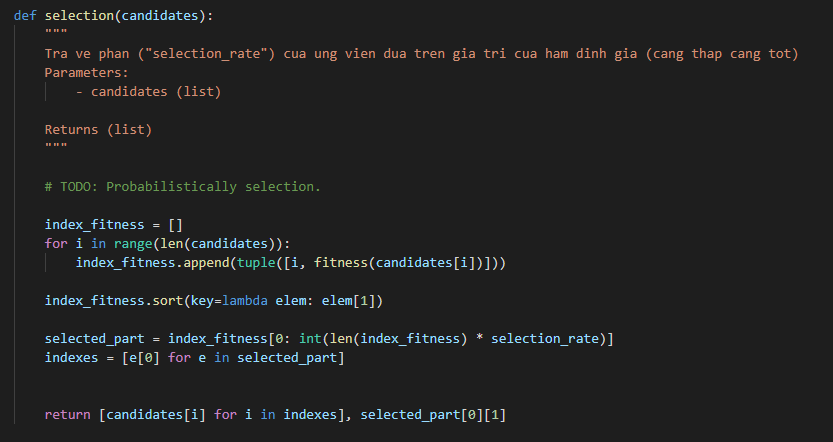 def selection(candidates):
    """
    Tra ve phan ("selection_rate") cua ung vien dua tren gia tri cua ham dinh gia (cang thap cang tot)
    Parameters:
        - candidates (list)

    Returns (list)
    """

    # TODO: Probabilistically selection.

    index_fitness = []
    for i in range(len(candidates)):
        index_fitness.append(tuple([i, fitness(candidates[i])]))

    index_fitness.sort(key=lambda elem: elem[1])

    selected_part = index_fitness[0: int(len(index_fitness) * selection_rate)]
    indexes = [e[0] for e in selected_part]


    return [candidates[i] for i in indexes], selected_part[0][1]